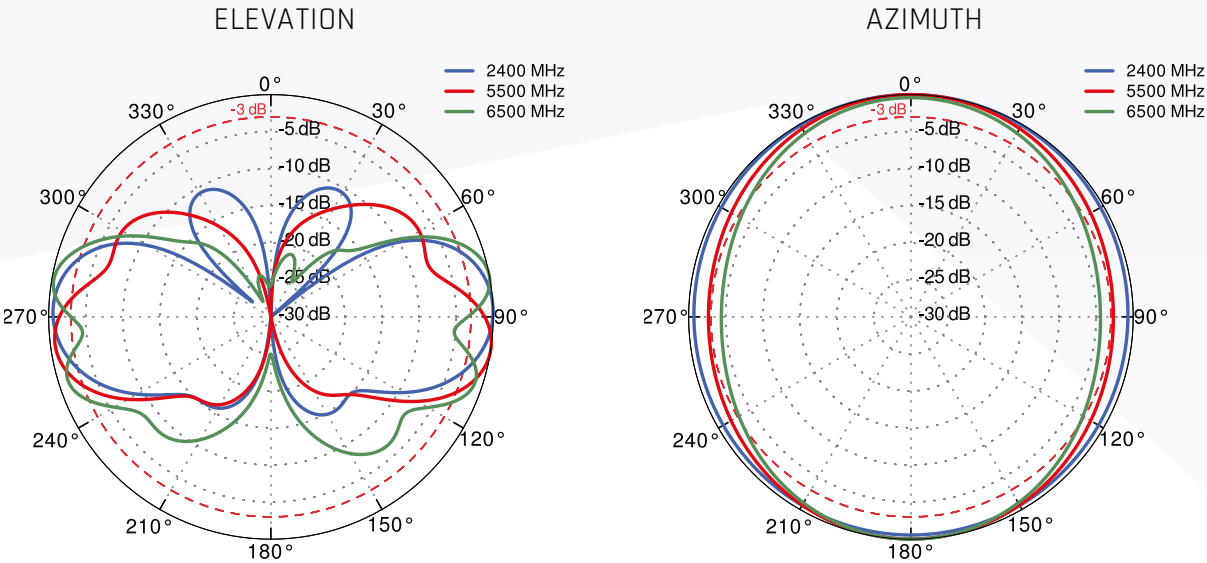 ELEVATION
2400 MHz
5500 MHz
6500 MHz
0°
30°
60°
90°
120°
150°
180°
210°
240°
270°
300°
330°
-3 dB
-5 dB
-10 dB
-15 dB
-20 dB
-25 dB
-30 dB
AZIMUTH
2400 MHz
5500 MHz
6500 MHz
0°
30°
60°
90°
120°
150°
180°
210°
240°
270°
300°
330°
-3 dB
-5 dB
-10 dB
-15 dB
-20 dB
-25 dB
-30 dB